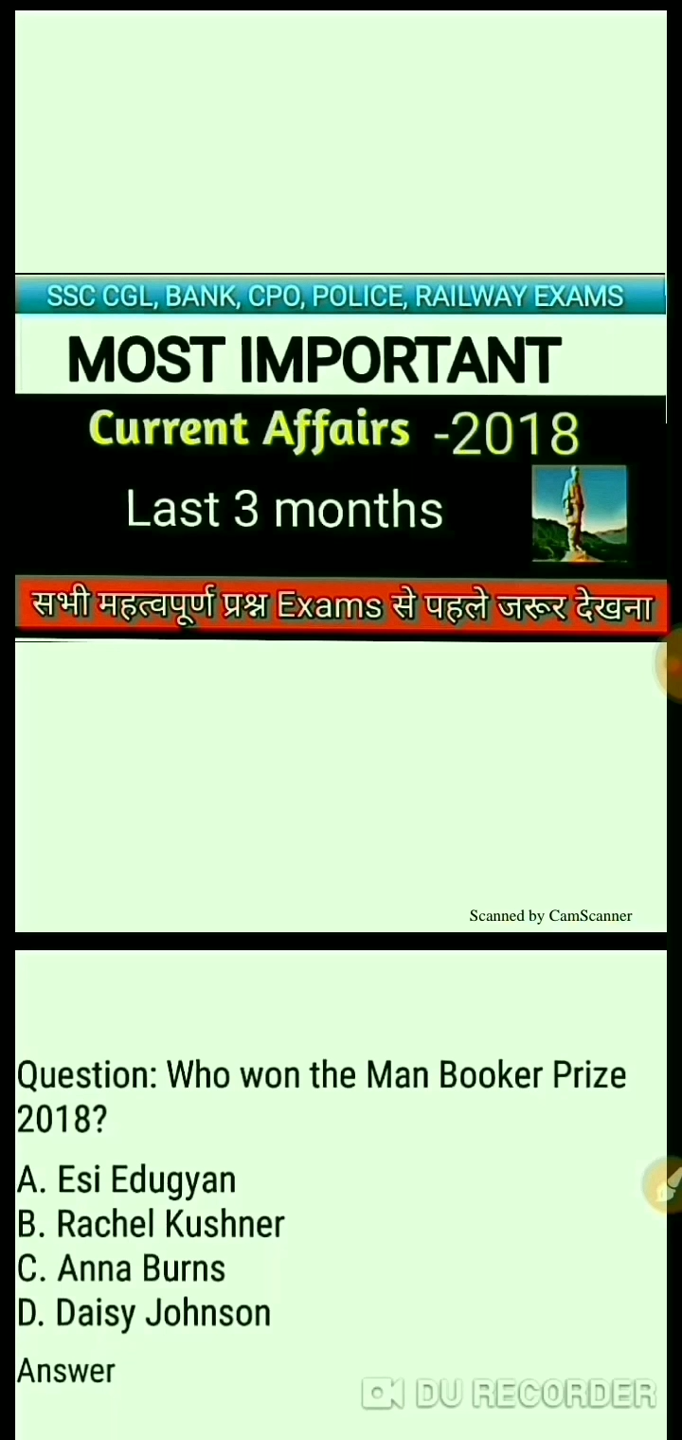 SSC CGL, BANK, CPO, POLICE, RAILWAY EXAMS
MOST IMPORTANT
Current Affairs -2018
Last 3 months
सभी महत्वपूर्ण प्रश्न Exams से पहले जरूर देखना
Scanned by CamScanner
Question: Who won the Man Booker Prize
2018?
A. Esi Edugyan
B. Rachel Kushner
C. Anna Burns
D. Daisy Johnson
Answer
DU RECORDER